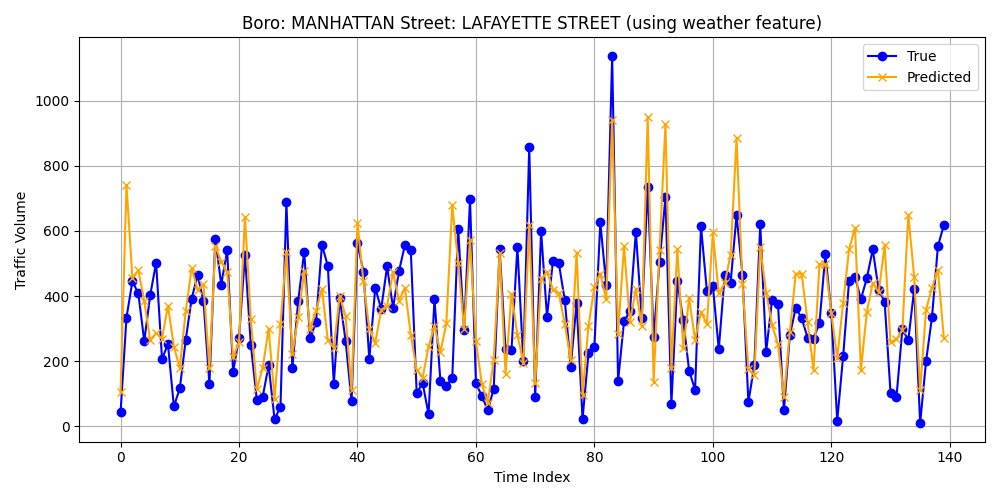 Boro: MANHATTAN Street: LAFAYETTE STREET (using weather feature)
True
Predicted
Traffic Volume
1000
800
600
400
200
0
0 20 40 60 80 100 120 140
Time Index